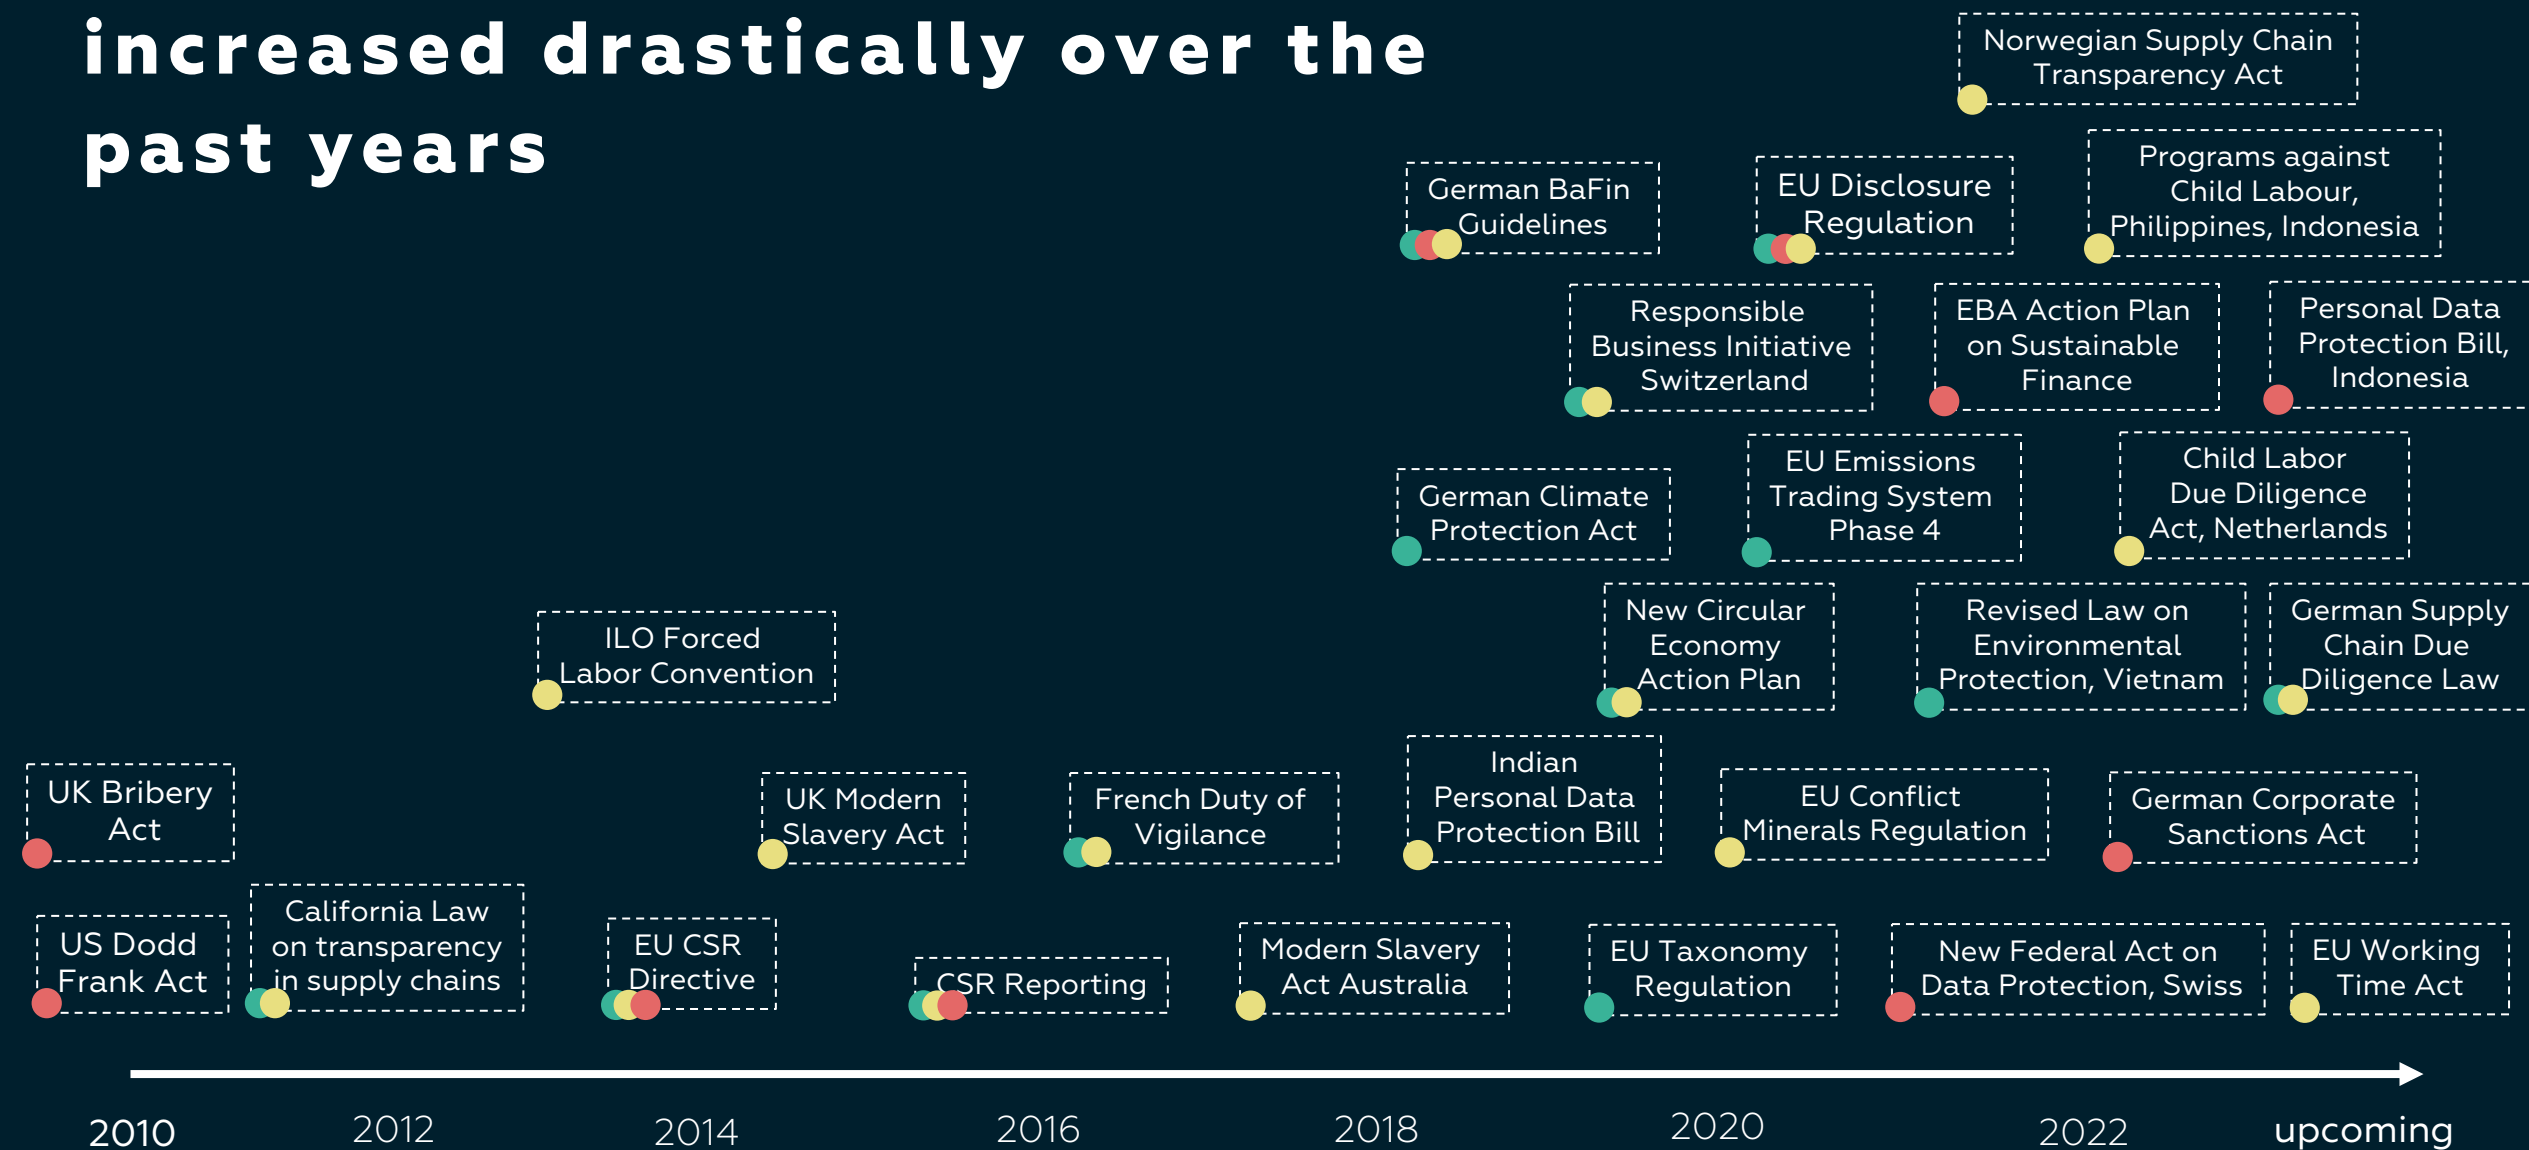 increased drastically over the
past years
Norwegian Supply Chain
Transparency Act
German BaFin
Guidelines
EU Disclosure
Regulation
Programs against
Child Labour,
Philippines, Indonesia
Responsible
Business Initiative
Switzerland
EBA Action Plan
on Sustainable
Finance
Personal Data
Protection Bill,
Indonesia
German Climate
Protection Act
EU Emissions
Trading System
Phase 4
Child Labor
Due Diligence
Act, Netherlands
ILO Forced
Labor Convention
New Circular
Economy
Action Plan
Revised Law on
Environmental
Protection, Vietnam
German Supply
Chain Due
Diligence Law
UK Bribery
Act
UK Modern
Slavery Act
French Duty of
Vigilance
Indian
Personal Data
Protection Bill
EU Conflict
Minerals Regulation
German Corporate
Sanctions Act
US Dodd
Frank Act
California Law
on transparency
in supply chains
EU CSR
Directive
CSR Reporting
Modern Slavery
Act Australia
EU Taxonomy
Regulation
New Federal Act on
Data Protection, Swiss
EU Working
Time Act
2010
2012
2014
2016
2018
2020
2022
upcoming